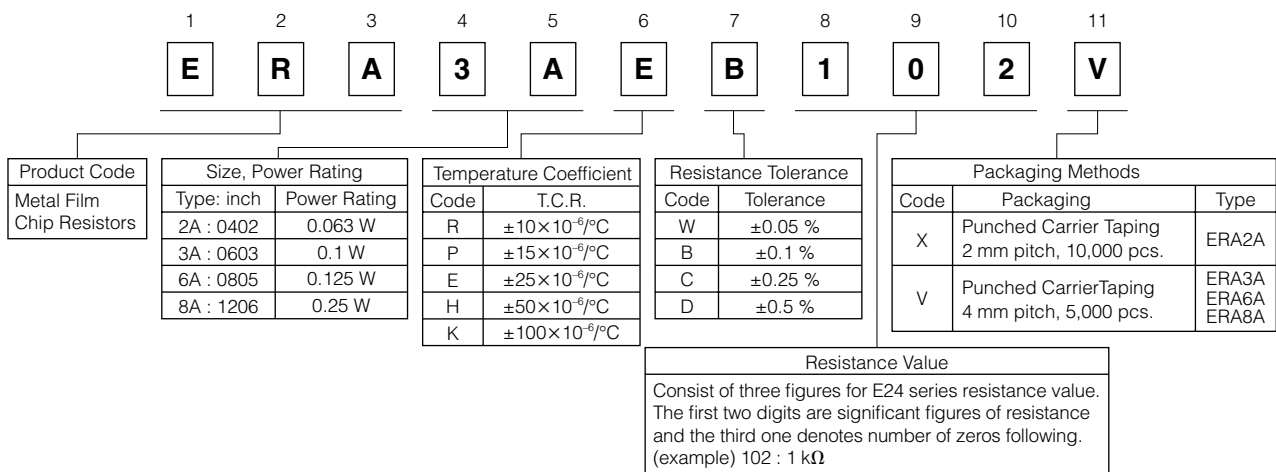 1 2 3 4 5 6 7 8 9 10 11
E R A 3 A E B 1 0 2 V
Product Code
Metal Film
Chip Resistors
Size, Power Rating
Type: inch Power Rating
2A : 0402 0.063 W
3A : 0603 0.1 W
6A : 0805 0.125 W
8A : 1206 0.25 W
Temperature Coefficient
Code T.C.R.
R ±10×10⁻⁶/°C
P ±15×10⁻⁶/°C
E ±25×10⁻⁶/°C
H ±50×10⁻⁶/°C
K ±100×10⁻⁶/°C
Resistance Tolerance
Code Tolerance
W ±0.05 %
B ±0.1 %
C ±0.25 %
D ±0.5 %
Packaging Methods
Code Packaging Type
X Punched Carrier Taping
2 mm pitch, 10,000 pcs. ERA2A
V Punched CarrierTaping
4 mm pitch, 5,000 pcs.
ERA3A
ERA6A
ERA8A
Resistance Value
Consist of three figures for E24 series resistance value.
The first two digits are significant figures of resistance
and the third one denotes number of zeros following.
(example) 102 : 1 kΩ